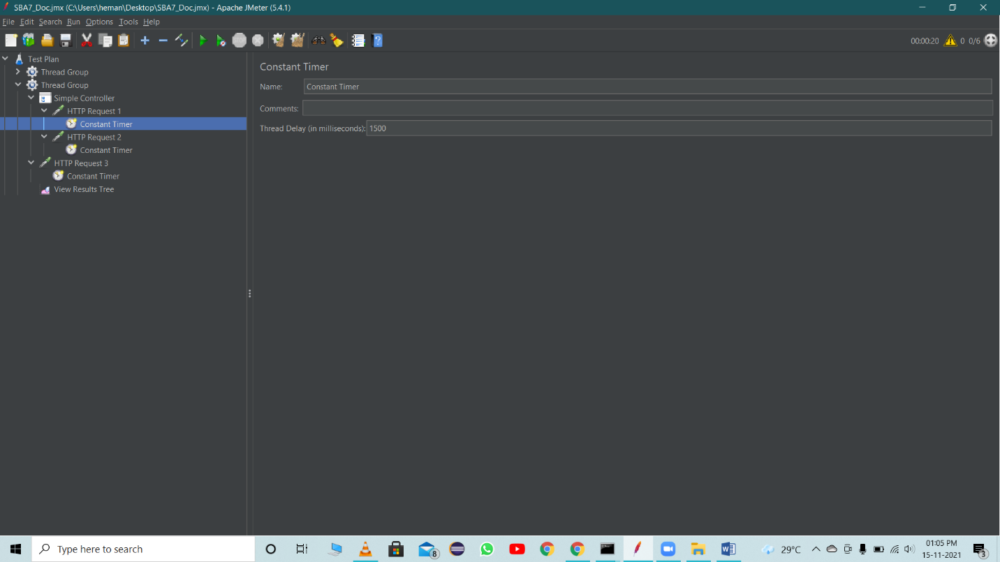 SBA7_Doc.jmx (C:\Users\heman\Desktop\SBA7_Doc.jmx) - Apache JMeter (5.4.1)
File Edit Search Run Options Tools Help
00:00:20 0 0/6
Test Plan
Thread Group
Thread Group
Simple Controller
HTTP Request 1
Constant Timer
HTTP Request 2
Constant Timer
HTTP Request 3
Constant Timer
View Results Tree
Constant Timer
Name: Constant Timer
Comments:
Thread Delay (in milliseconds): 1500
Type here to search
8
29°C
01:05 PM
15-11-2021
3